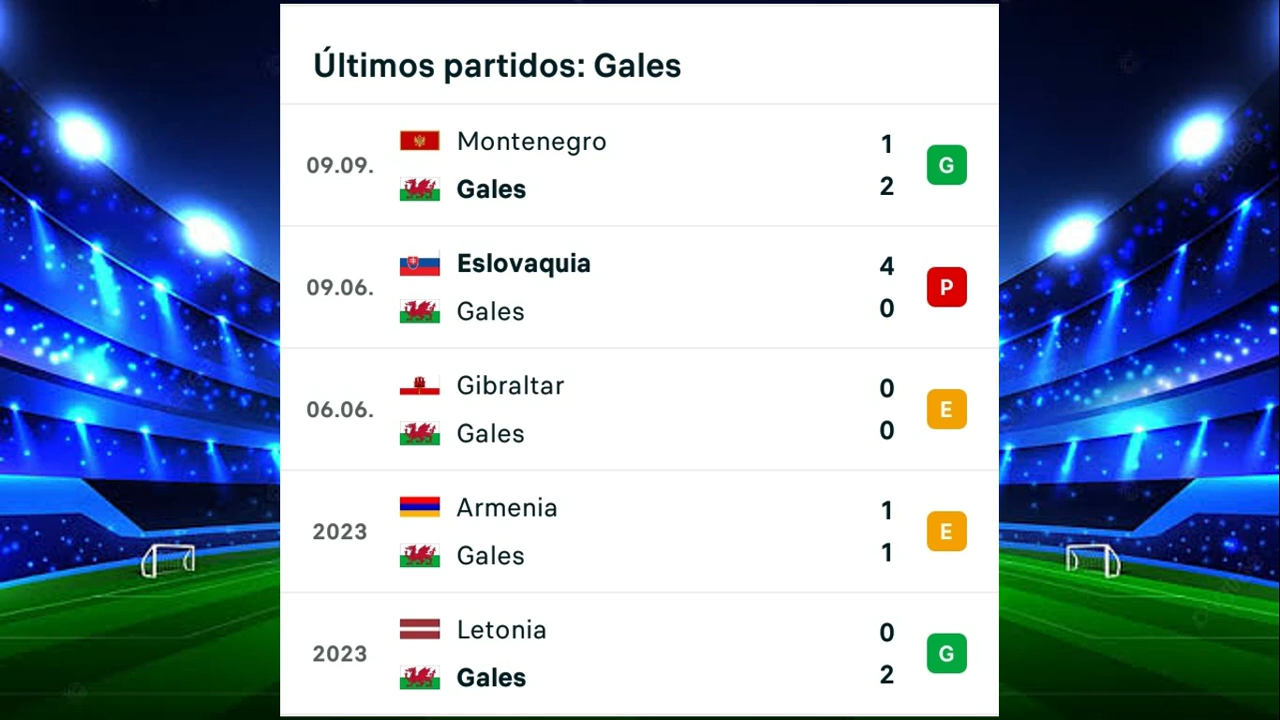 Últimos partidos: Gales
09.09.
Montenegro 1
Gales 2
G
09.06.
Eslovaquia 4
Gales 0
P
06.06.
Gibraltar 0
Gales 0
E
2023
Armenia 1
Gales 1
E
2023
Letonia 0
Gales 2
G